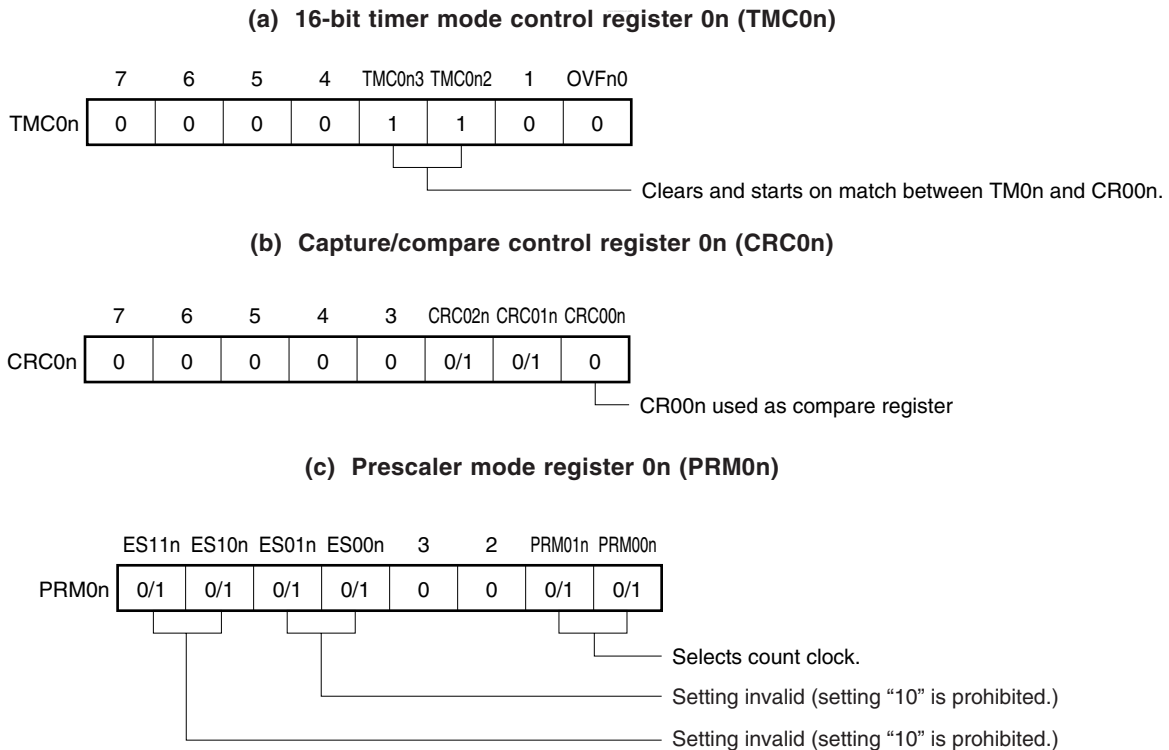 (a) 16-bit timer mode control register 0n (TMC0n)
7 6 5 4 TMC0n3 TMC0n2 1 OVFn0
TMC0n 0 0 0 0 1 1 0 0
Clears and starts on match between TM0n and CR00n.
(b) Capture/compare control register 0n (CRC0n)
7 6 5 4 3 CRC02n CRC01n CRC00n
CRC0n 0 0 0 0 0 0/1 0/1 0
CR00n used as compare register
(c) Prescaler mode register 0n (PRM0n)
ES11n ES10n ES01n ES00n 3 2 PRM01n PRM00n
PRM0n 0/1 0/1 0/1 0/1 0 0 0/1 0/1
Selects count clock.
Setting invalid (setting “10” is prohibited.)
Setting invalid (setting “10” is prohibited.)